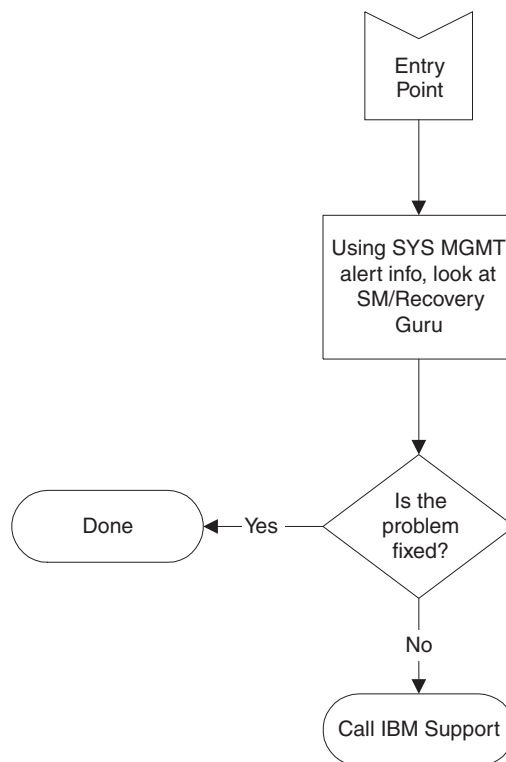 Entry
Point
Using SYS MGMT
alert info, look at
SM/Recovery
Guru
Is the
problem
fixed?
Yes
Done
No
Call IBM Support